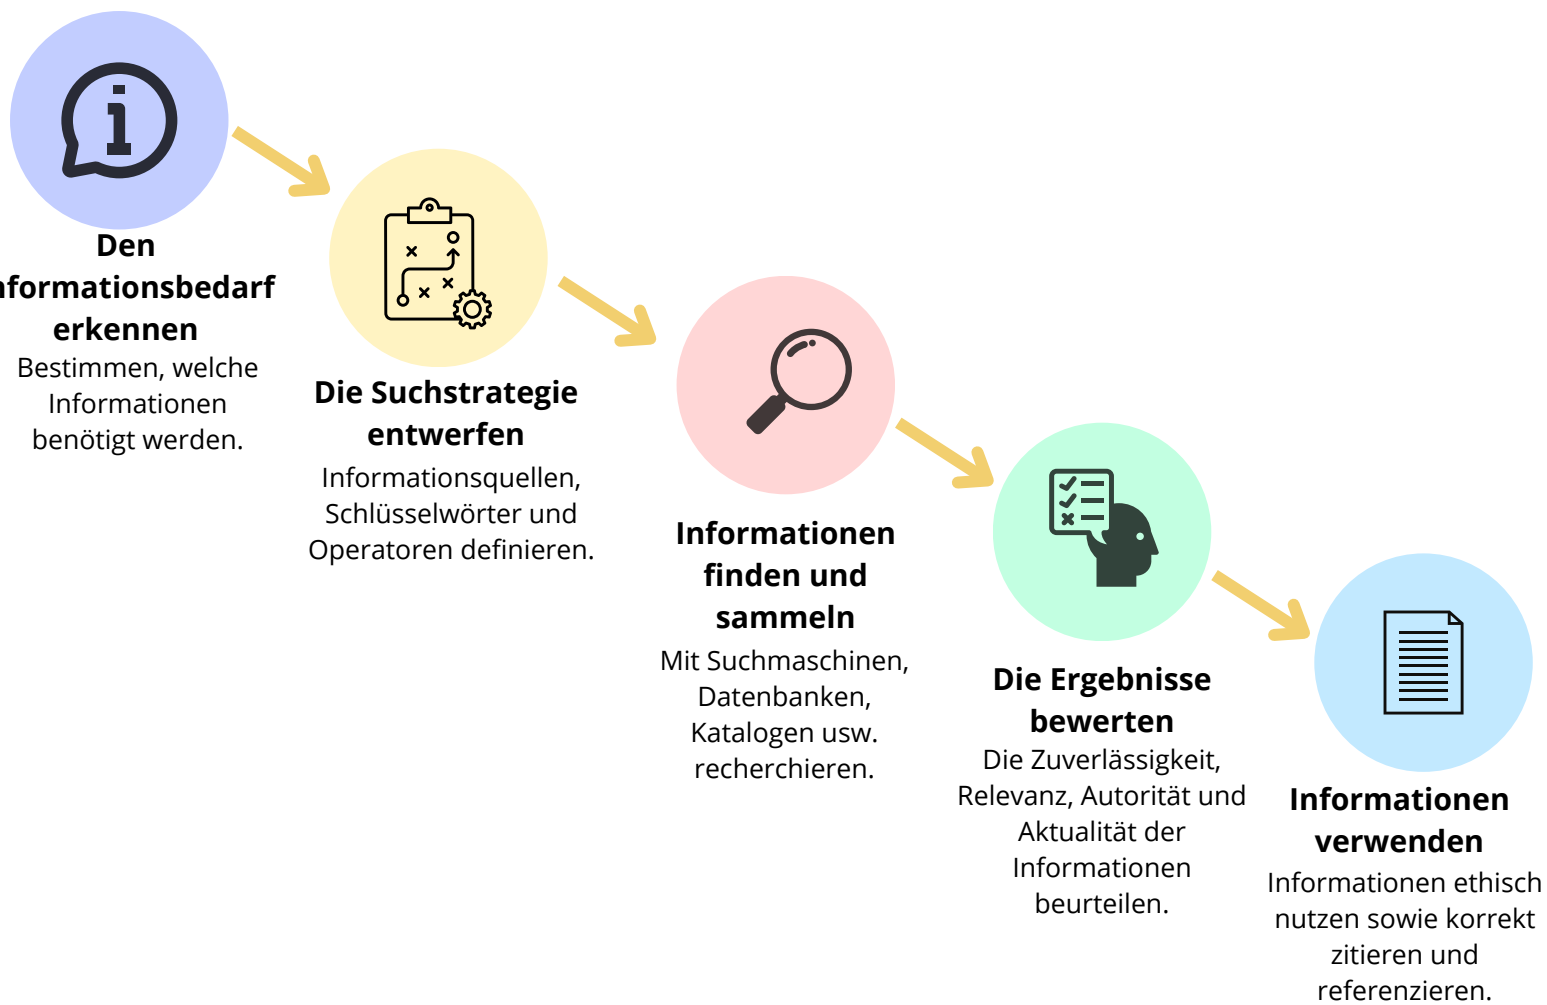 Den
nformationsbedarf
erkennen
Bestimmen, welche
Informationen
benötigt werden.
Die Suchstrategie
entwerfen
Informationsquellen,
Schlüsselwörter und
Operatoren definieren.
Informationen
finden und
sammeln
Mit Suchmaschinen,
Datenbanken,
Katalogen usw.
recherchieren.
Die Ergebnisse
bewerten
Die Zuverlässigkeit,
Relevanz, Autorität und
Aktualität der
Informationen
beurteilen.
Informationen
verwenden
Informationen ethisch
nutzen sowie korrekt
zitieren und
referenzieren.